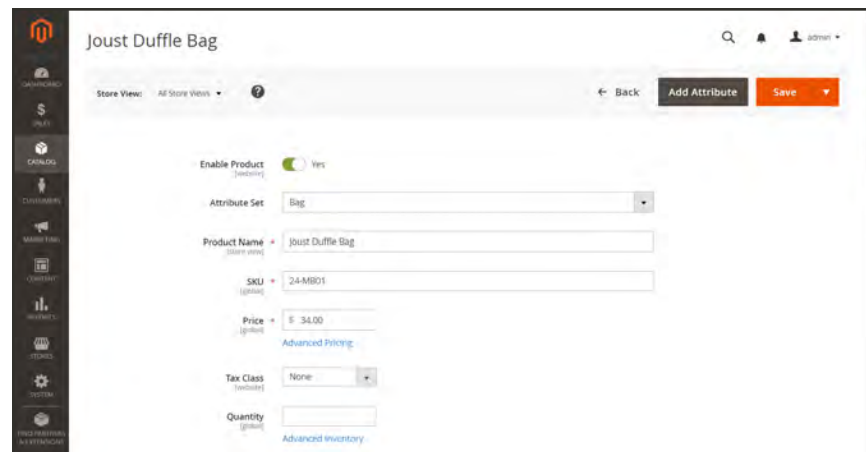 Joust Duffle Bag
admin
Store View: All Store Views
?
← Back
Add Attribute
Save
DASHBOARD
$
SALES
CATALOG
CUSTOMERS
MARKETING
CONTENT
REPORTS
STORES
SYSTEM
FIND PARTNERS
& EXTENSIONS
Enable Product
[website]
Yes
Attribute Set
Bag
Product Name *
[store view]
Joust Duffle Bag
SKU *
[global]
24-MB01
Price *
[global]
$ 34.00
Advanced Pricing
Tax Class
[website]
None
Quantity
[global]
Advanced Inventory